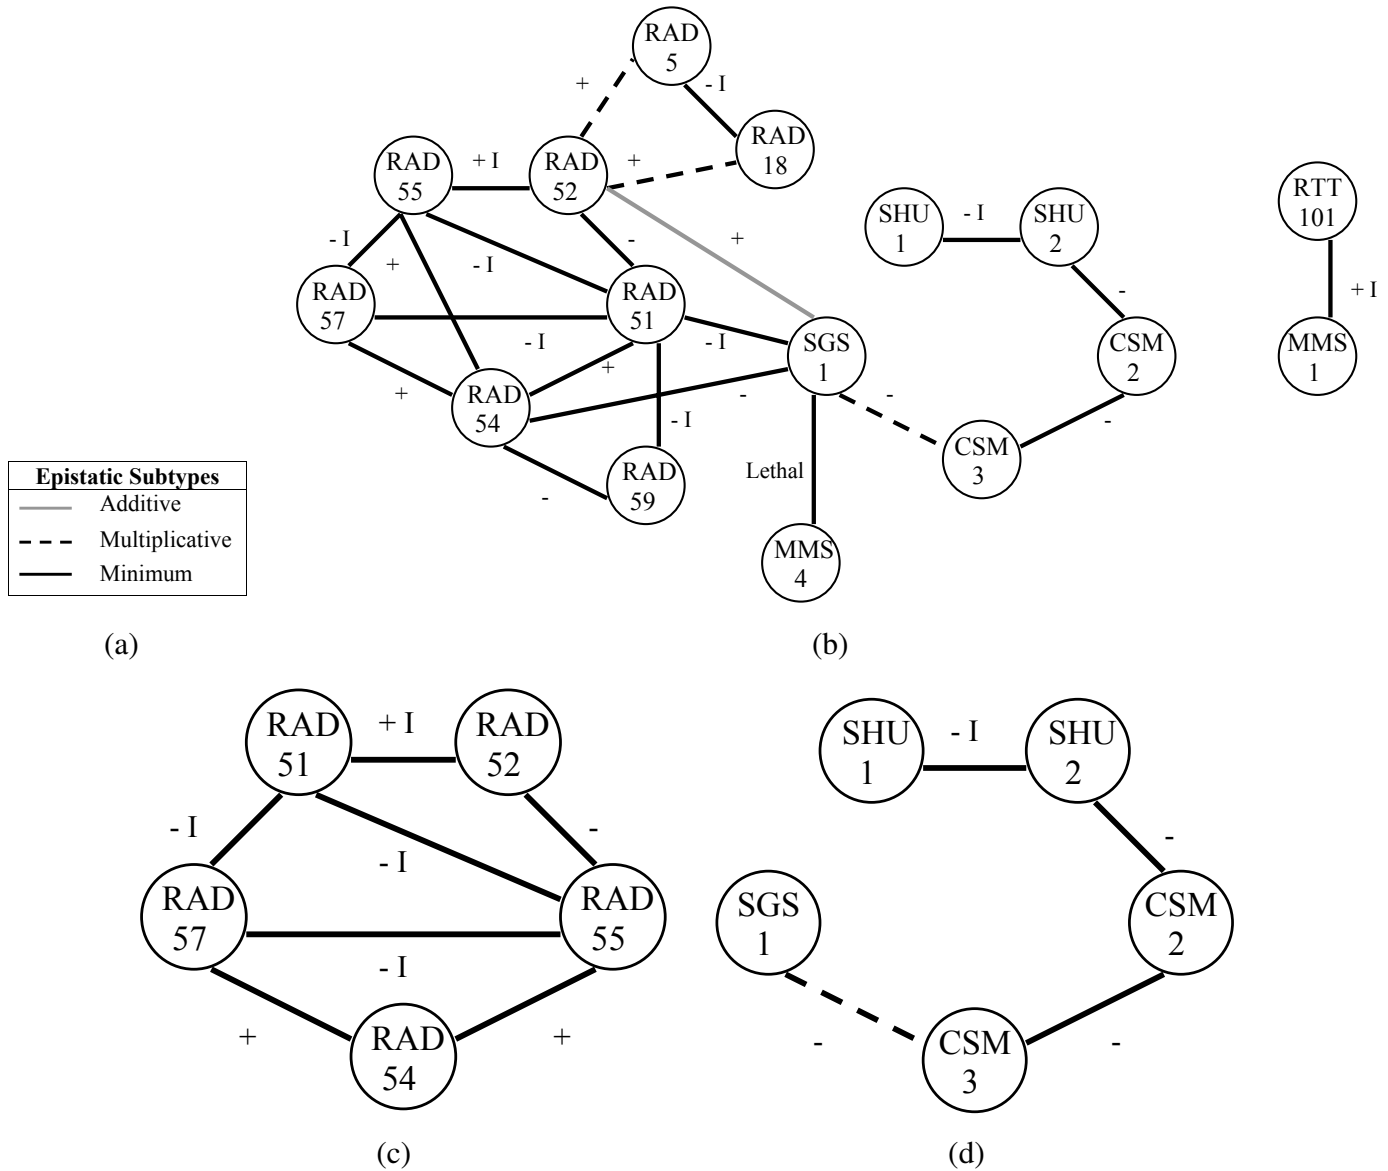 RAD
5
+
- I
RAD
18
RAD
55
+ I
RAD
52
+
- I
+
- I
-
+
RAD
57
RAD
51
- I
- I
SGS
1
+
+
RAD
54
-
- I
-
RAD
59
Lethal
MMS
4
-
SHU
1
- I
SHU
2
-
CSM
2
-
CSM
3
RTT
101
+ I
MMS
1
Epistatic Subtypes
Additive
Multiplicative
Minimum
(a)
(b)
RAD
51
+ I
RAD
52
- I
- I
-
RAD
57
RAD
55
- I
+
+
RAD
54
(c)
SHU
1
- I
SHU
2
-
SGS
1
CSM
2
-
-
CSM
3
(d)